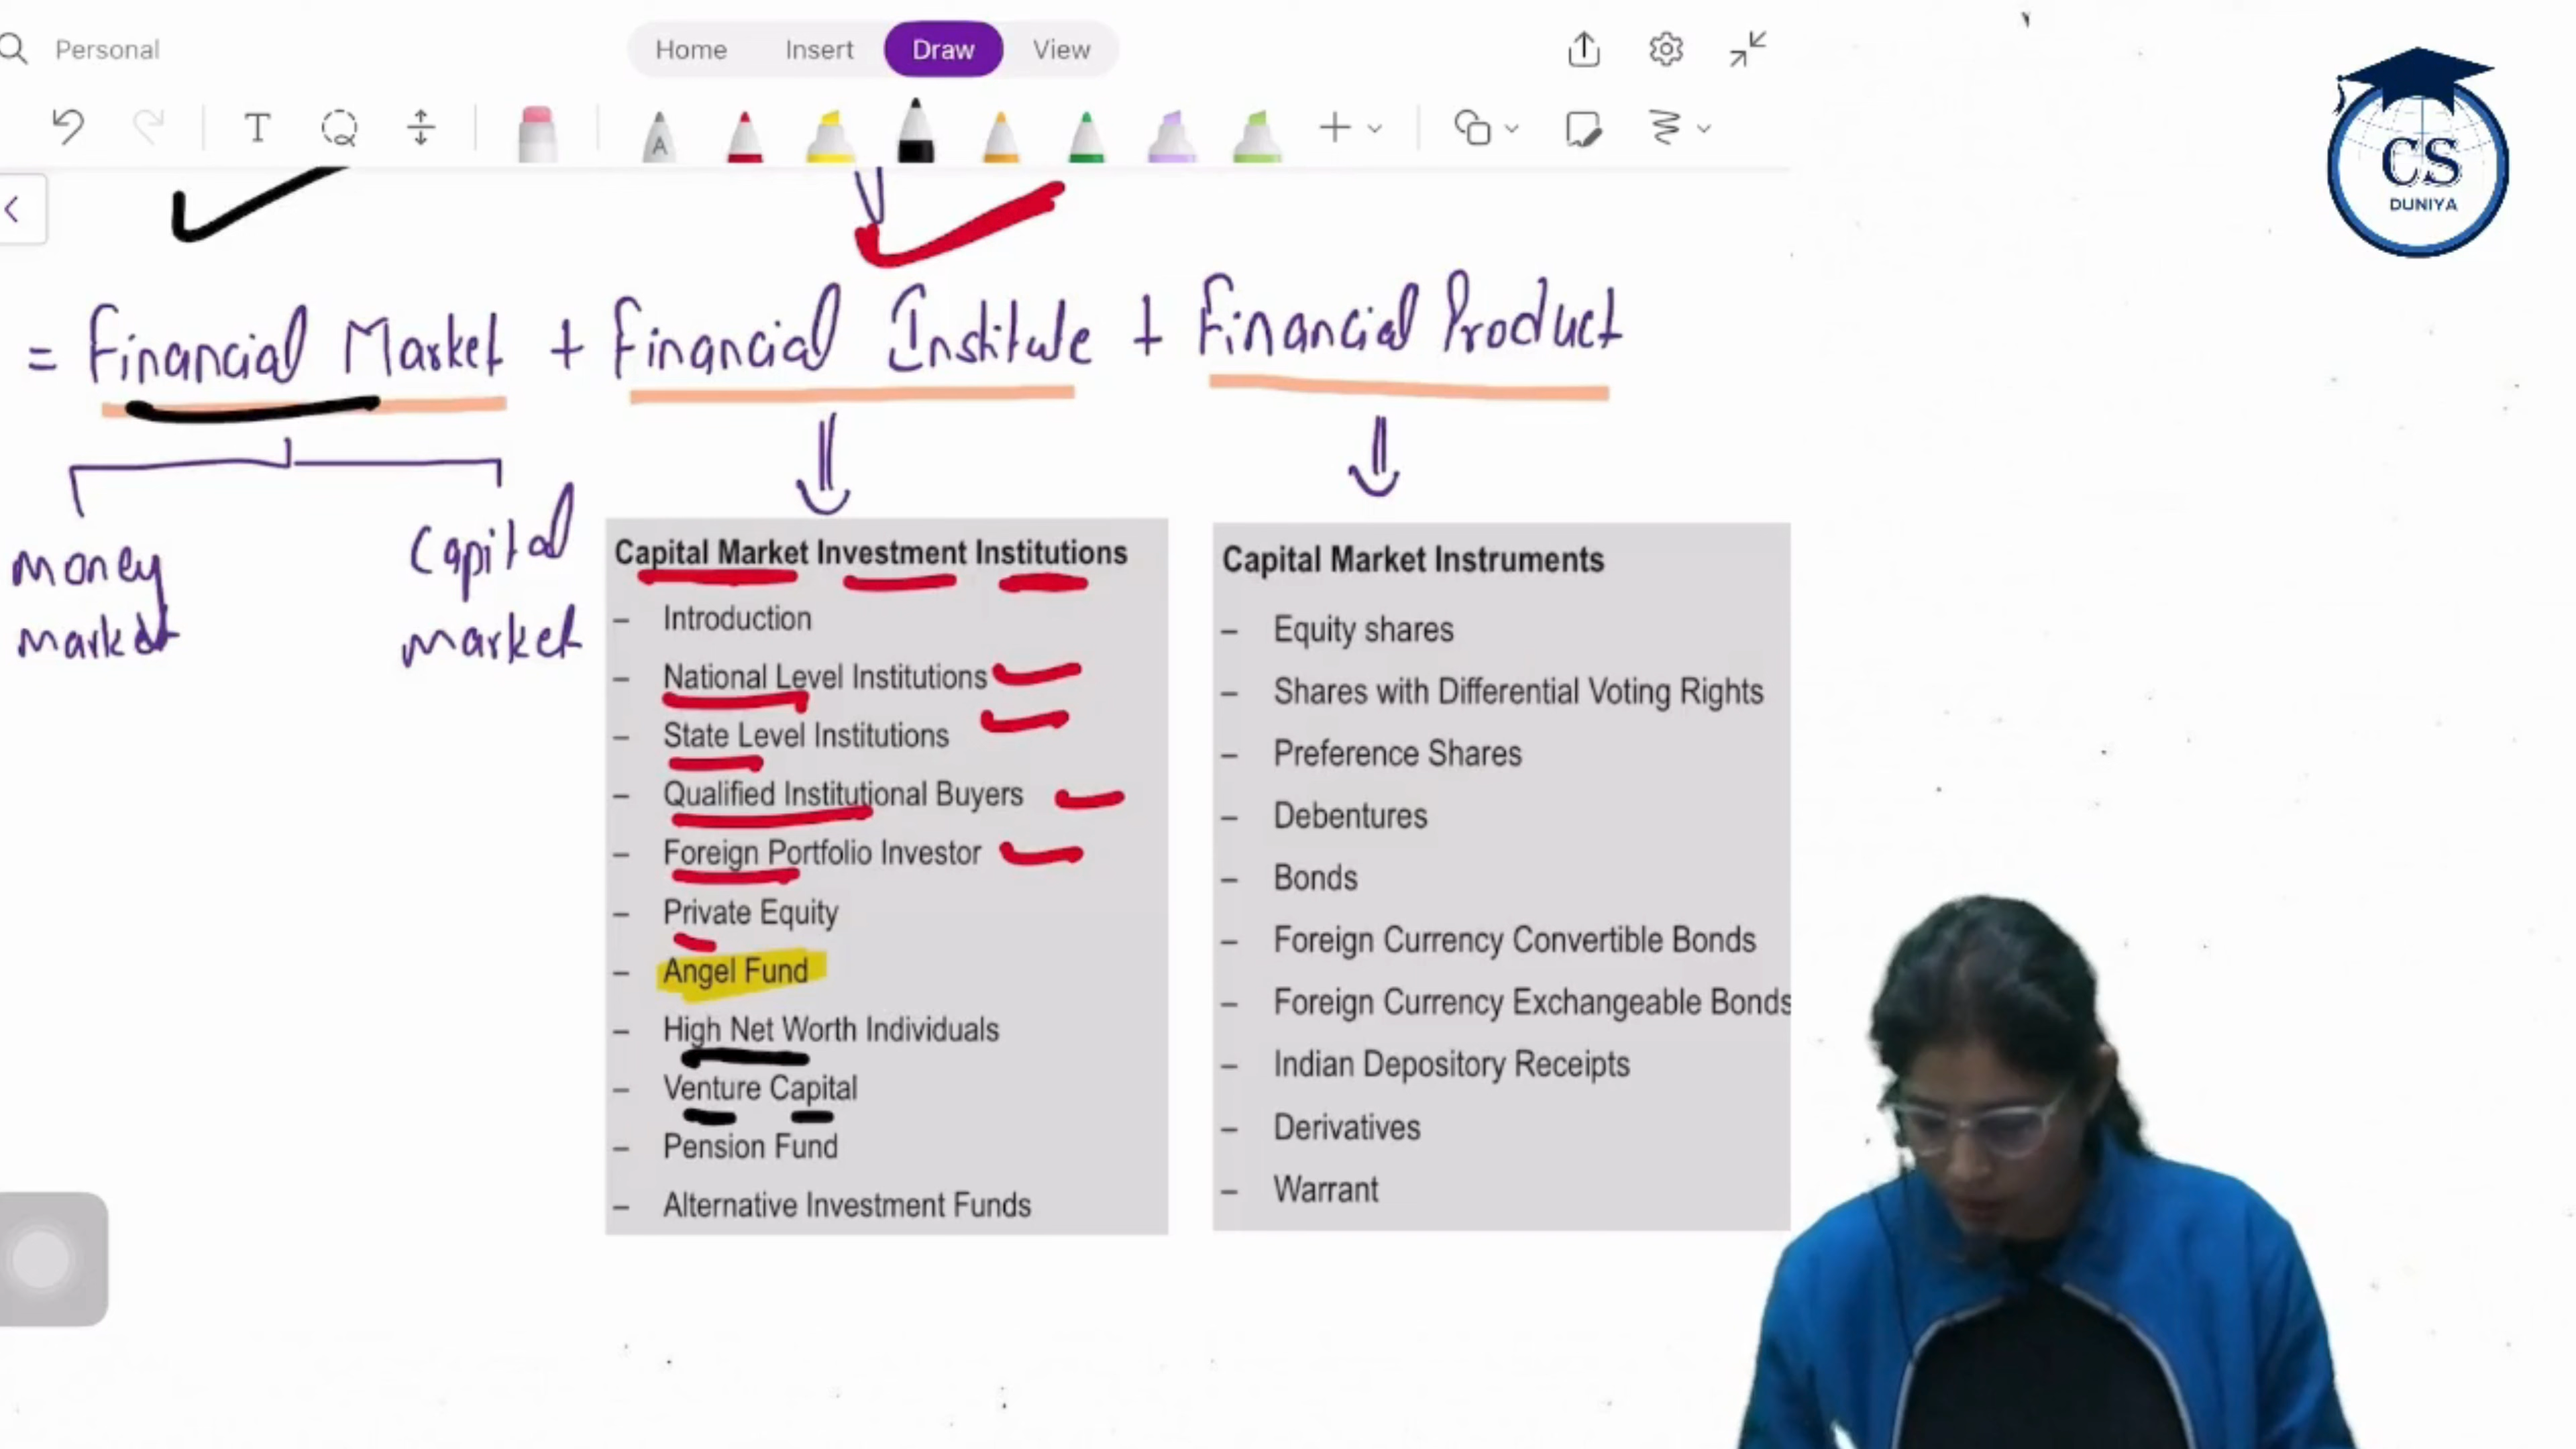 Personal
Home Insert Draw View
CS
DUNIYA
= Financial Market + Financial Institute + Financial Product
Money
Market
Capital
market
Capital Market Investment Institutions
– Introduction
– National Level Institutions
– State Level Institutions
– Qualified Institutional Buyers
– Foreign Portfolio Investor
– Private Equity
– Angel Fund
– High Net Worth Individuals
– Venture Capital
– Pension Fund
– Alternative Investment Funds
Capital Market Instruments
– Equity shares
– Shares with Differential Voting Rights
– Preference Shares
– Debentures
– Bonds
– Foreign Currency Convertible Bonds
– Foreign Currency Exchangeable Bonds
– Indian Depository Receipts
– Derivatives
– Warrant